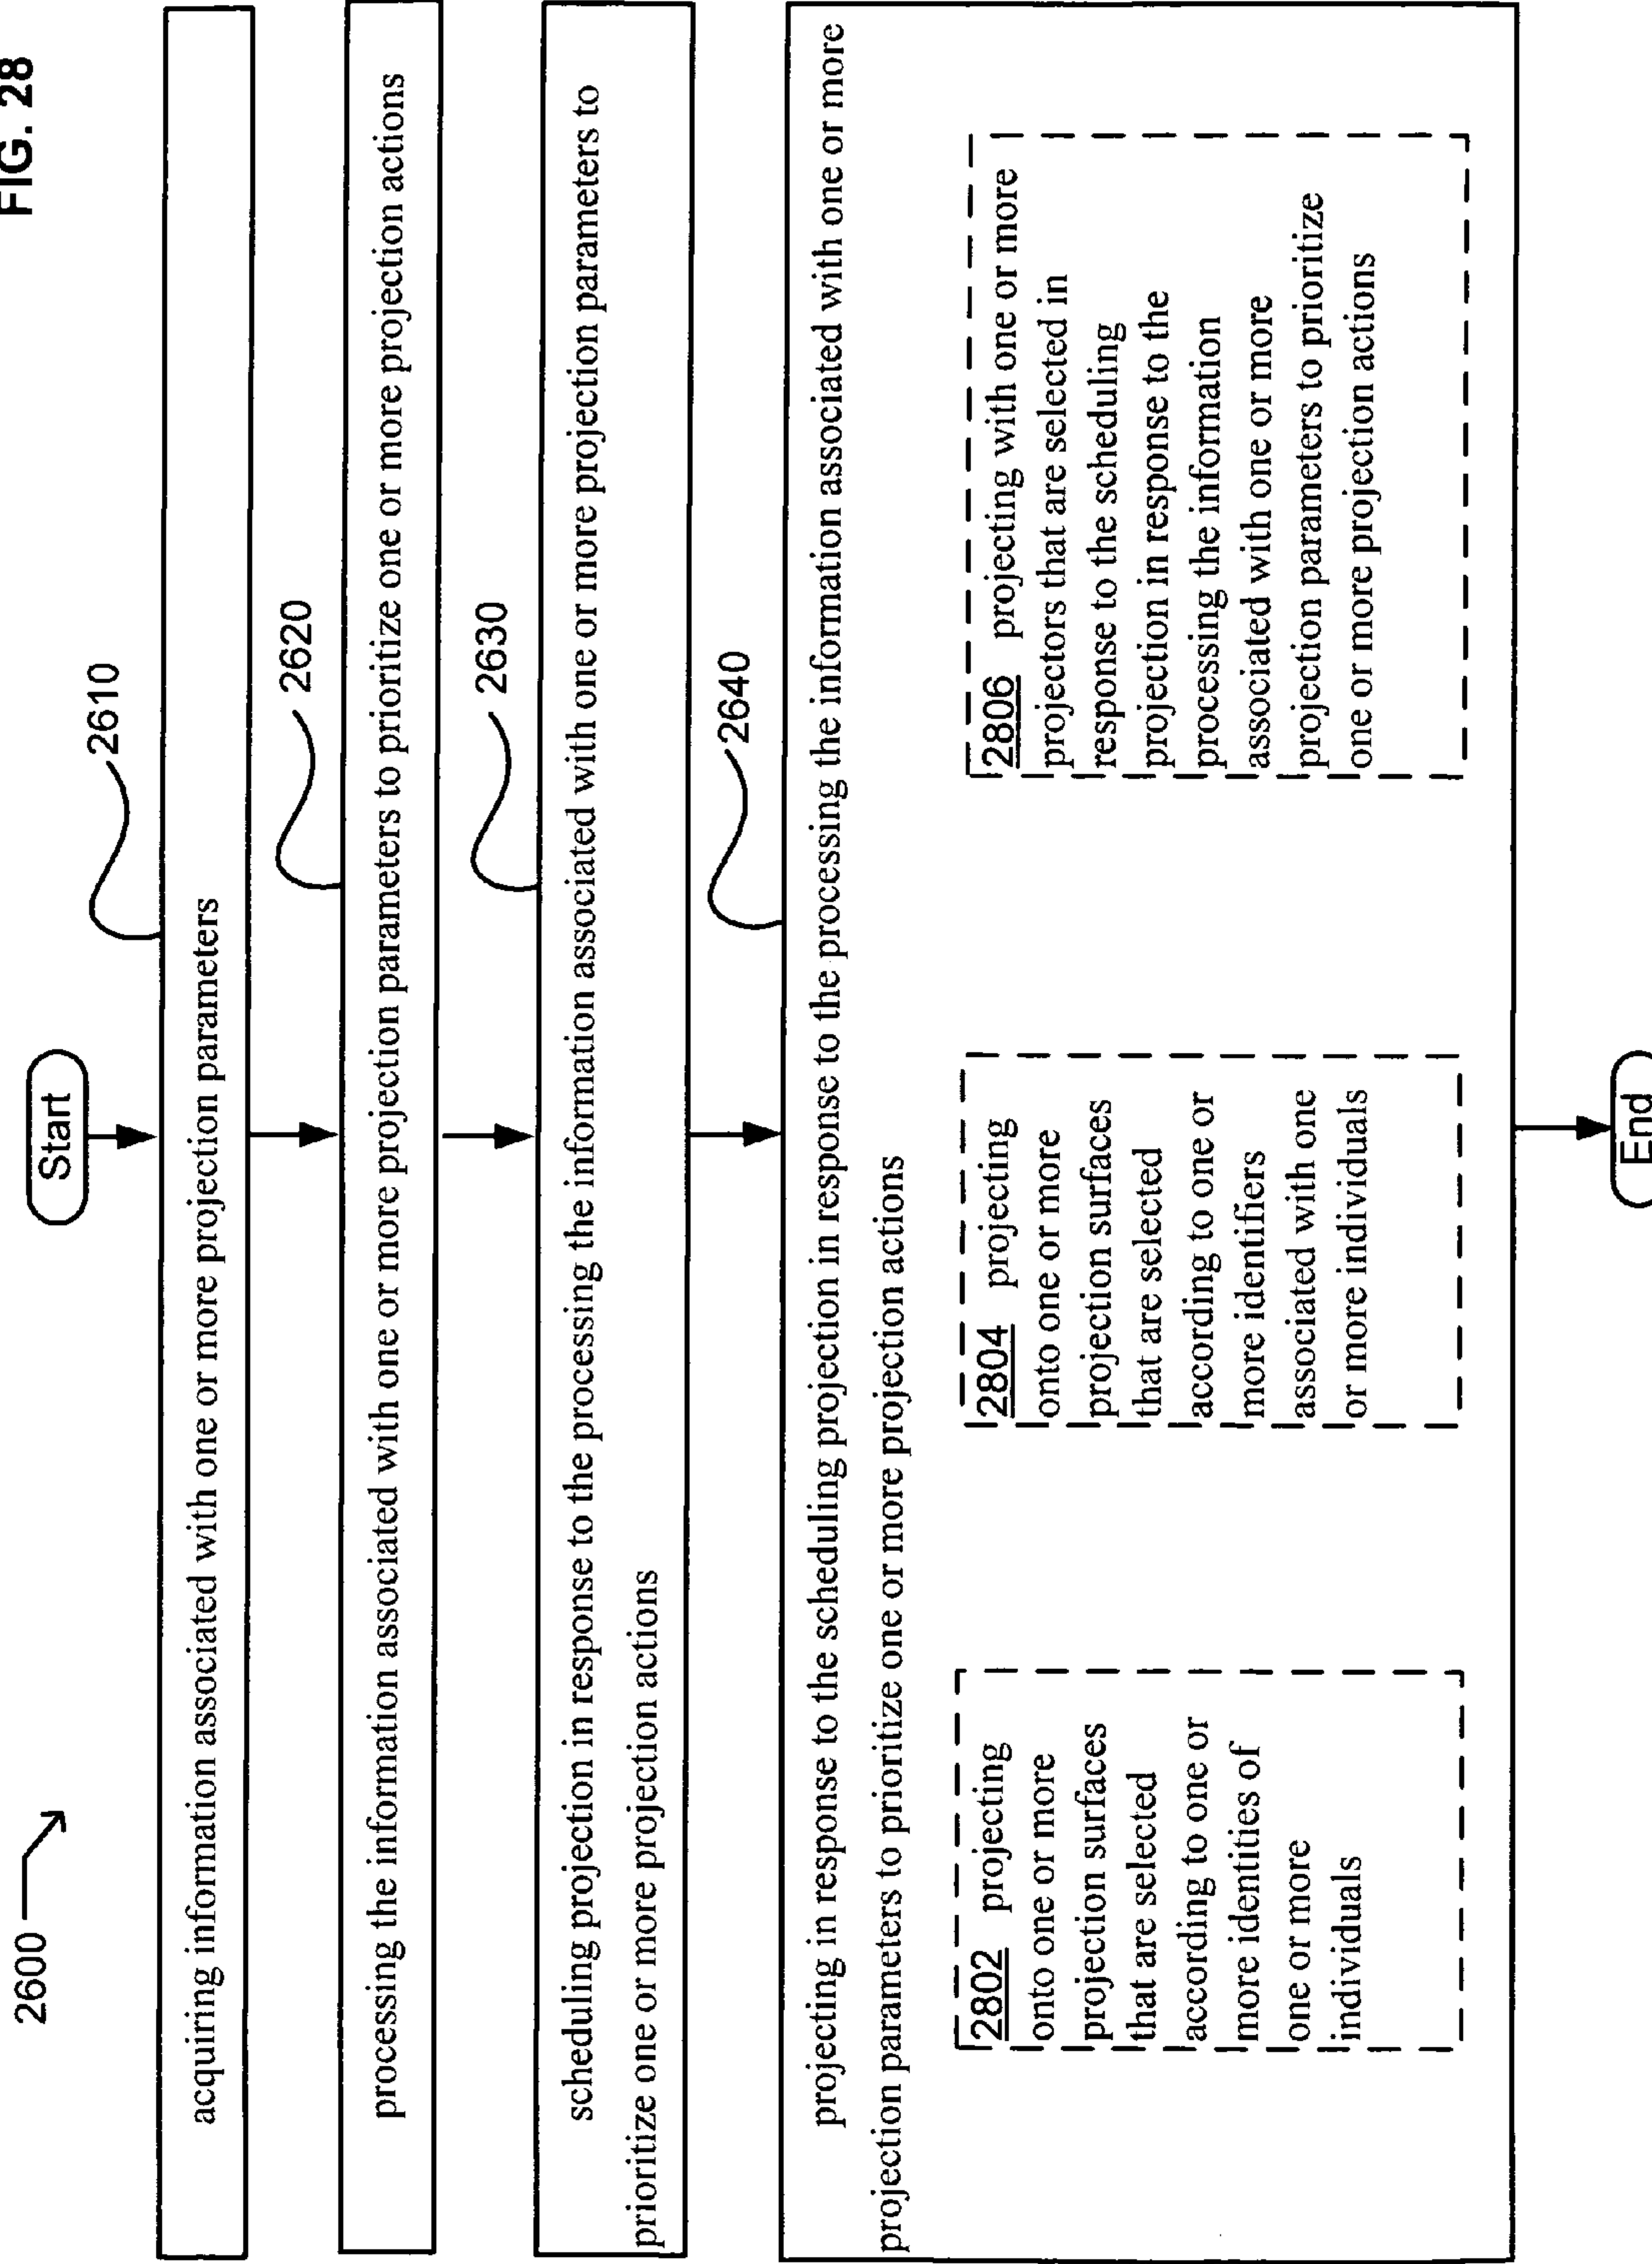 FIG. 28
2600
Start
2610
acquiring information associated with one or more projection parameters
2620
processing the information associated with one or more projection parameters to prioritize one or more projection actions
2630
scheduling projection in response to the processing the information associated with one or more projection parameters to
prioritize one or more projection actions
2640
projecting in response to the scheduling projection in response to the processing the information associated with one or more
projection parameters to prioritize one or more projection actions
2802 projecting
onto one or more
projection surfaces
that are selected
according to one or
more identities of
one or more
individuals
2804 projecting
onto one or more
projection surfaces
that are selected
according to one or
more identifiers
associated with one
or more individuals
2806 projecting with one or more
projectors that are selected in
response to the scheduling
projection in response to the
processing the information
associated with one or more
projection parameters to prioritize
one or more projection actions
End